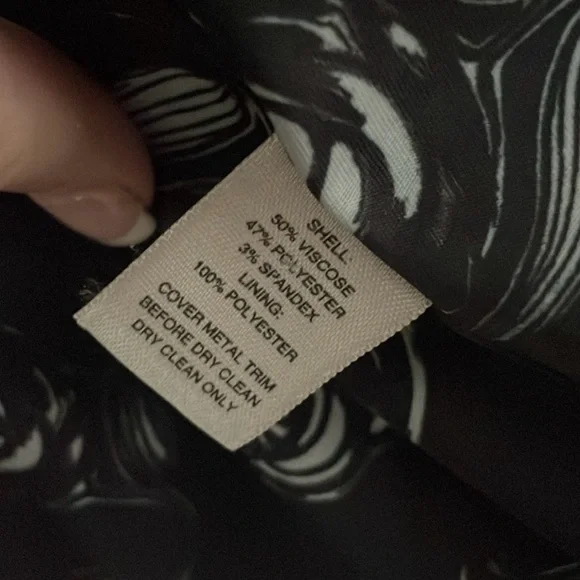 SHELL:
50% VISCOSE
47% POLYESTER
3% SPANDEX
LINING:
100% POLYESTER
COVER METAL TRIM
BEFORE DRY CLEAN
DRY CLEAN ONLY